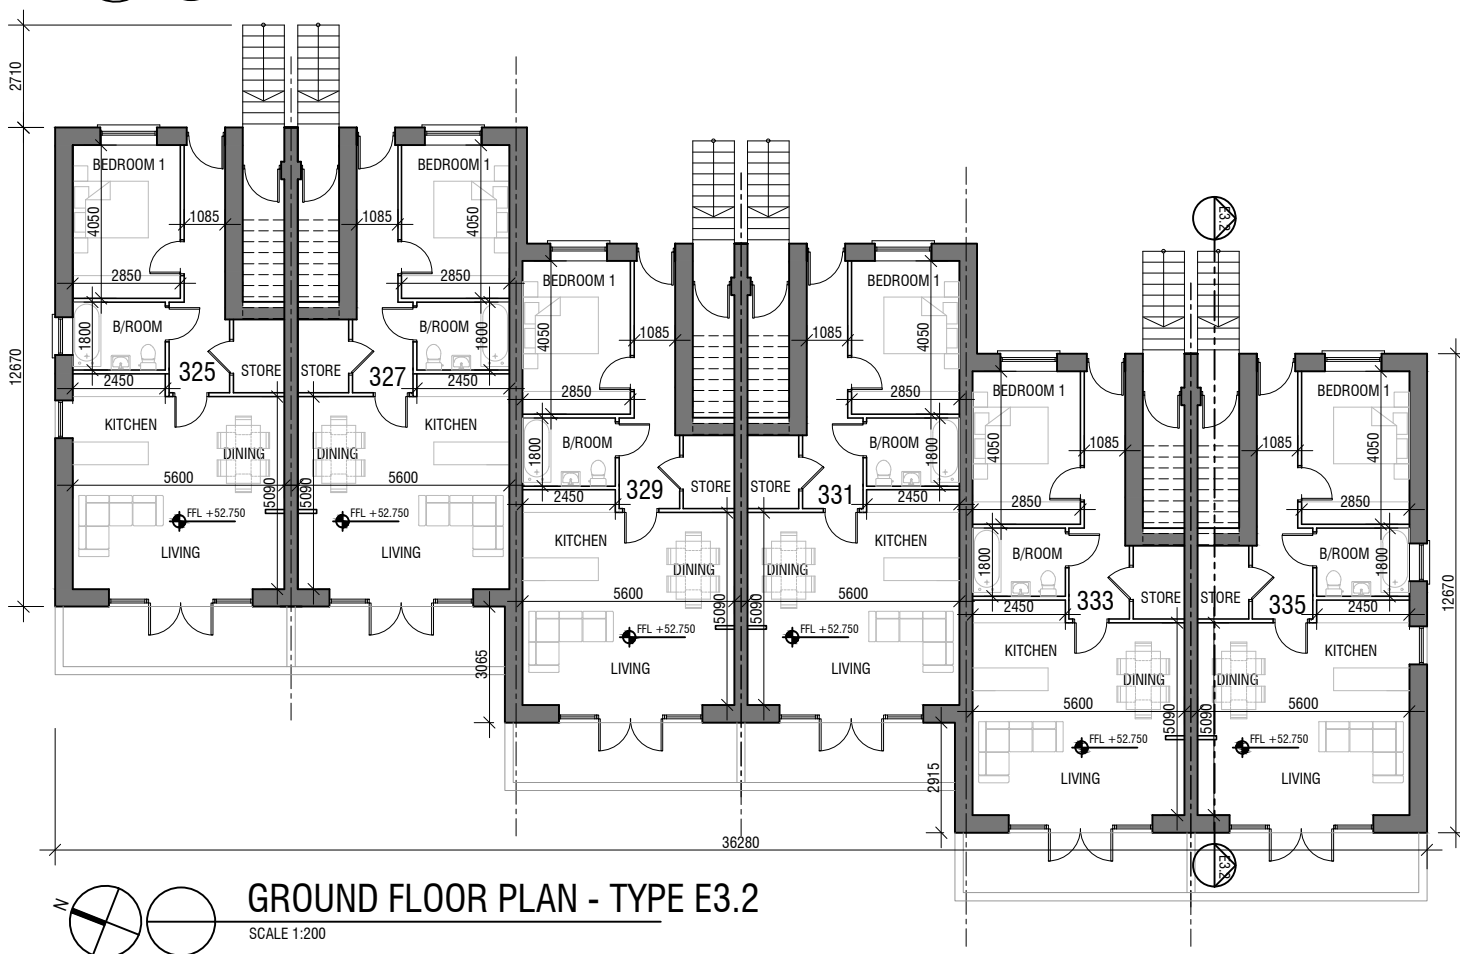 2710
12670
BEDROOM 1
BEDROOM 1
4050
4050
1085
1085
2850
2850
1800
B/ROOM
B/ROOM
1800
325
STORE
STORE
327
2450
2450
KITCHEN
DINING
DINING
KITCHEN
5600
5090
5090
5600
FFL +52.750
FFL +52.750
LIVING
LIVING
3065
BEDROOM 1
BEDROOM 1
4050
4050
1085
1085
2850
2850
1800
B/ROOM
B/ROOM
1800
329
STORE
STORE
331
2450
2450
KITCHEN
DINING
DINING
KITCHEN
5600
5090
5090
5600
FFL +52.750
FFL +52.750
LIVING
LIVING
2915
E3.2
BEDROOM 1
BEDROOM 1
4050
4050
1085
1085
2850
2850
1800
B/ROOM
B/ROOM
1800
333
STORE
STORE
335
2450
2450
KITCHEN
DINING
DINING
KITCHEN
5600
5090
5090
5600
FFL +52.750
FFL +52.750
LIVING
LIVING
12670
36280
E3.2
N
GROUND FLOOR PLAN - TYPE E3.2
SCALE 1:200